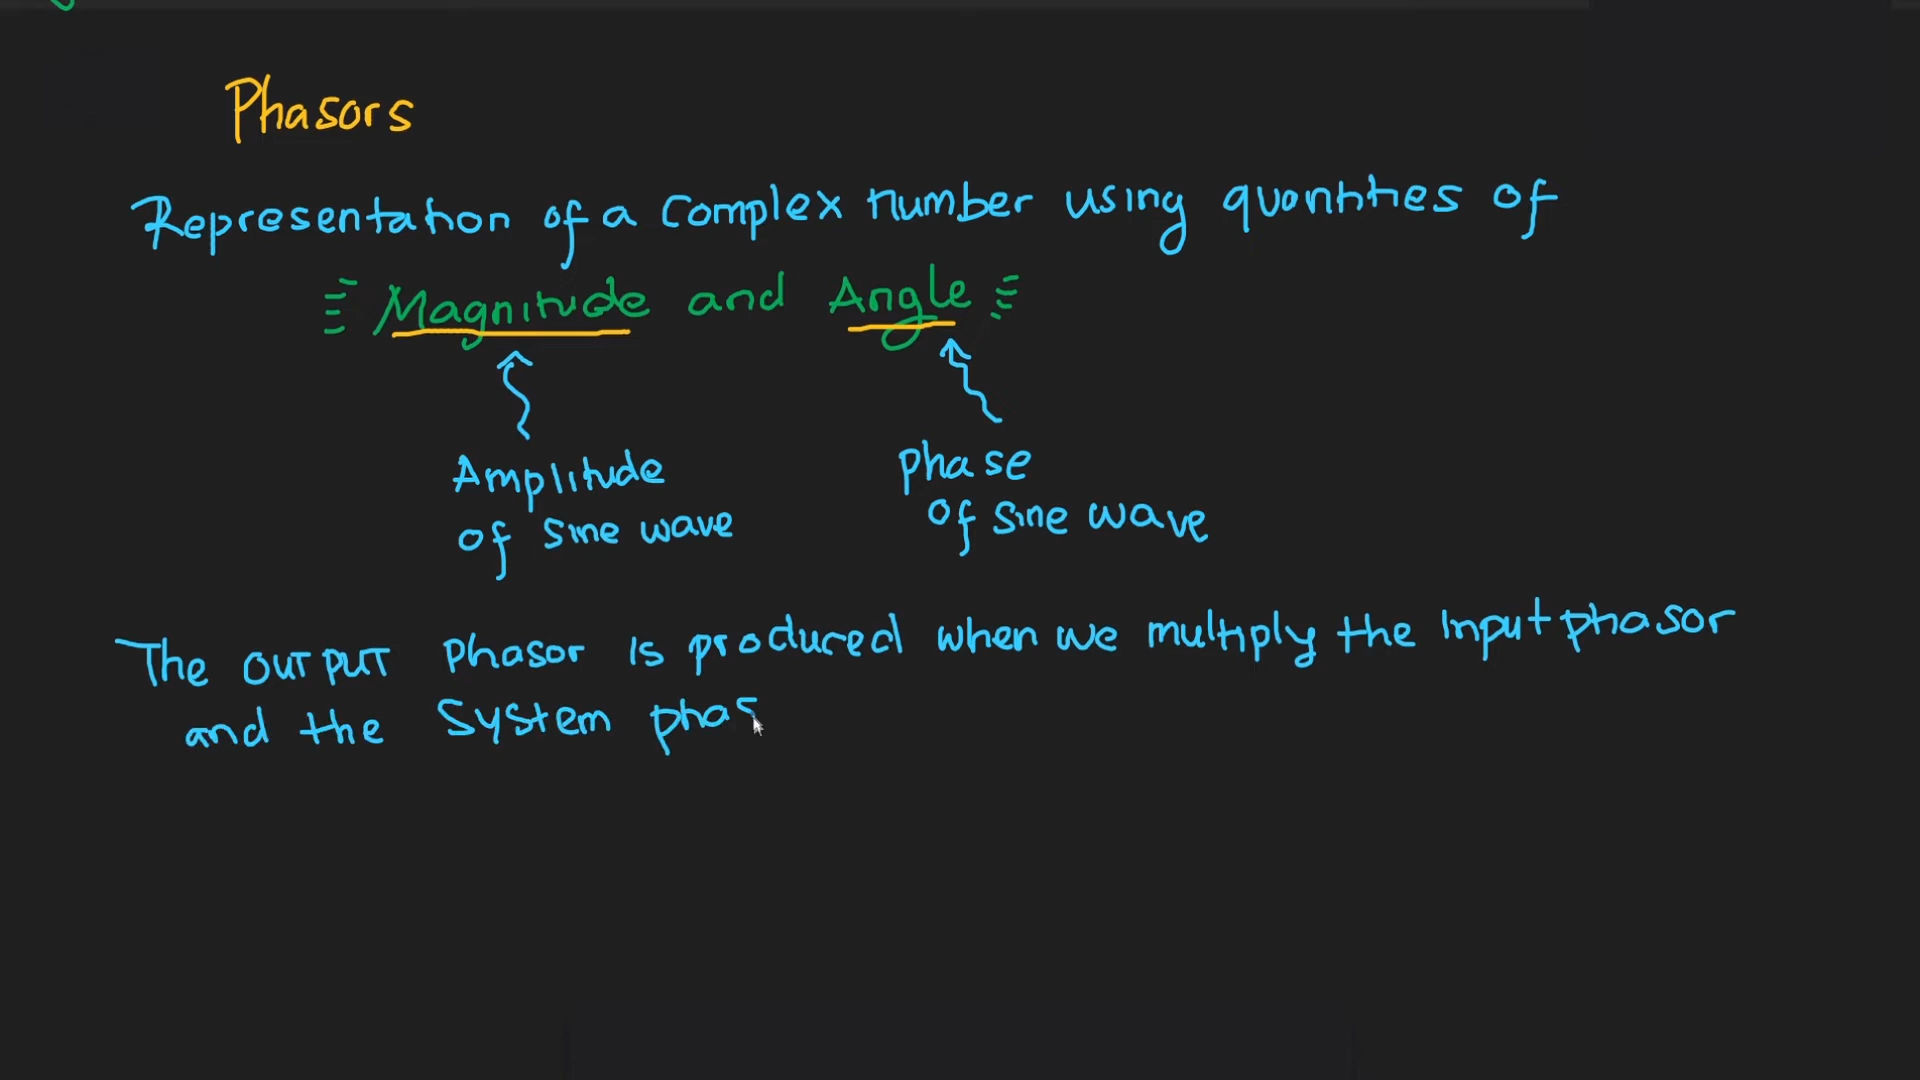 Phasors
Representation of a complex number using quantities of
Magnitude and Angle
Amplitude
of sine wave
phase
of sine wave
The OUTPUT phasor is produced when we multiply the input phasor
and the system phas